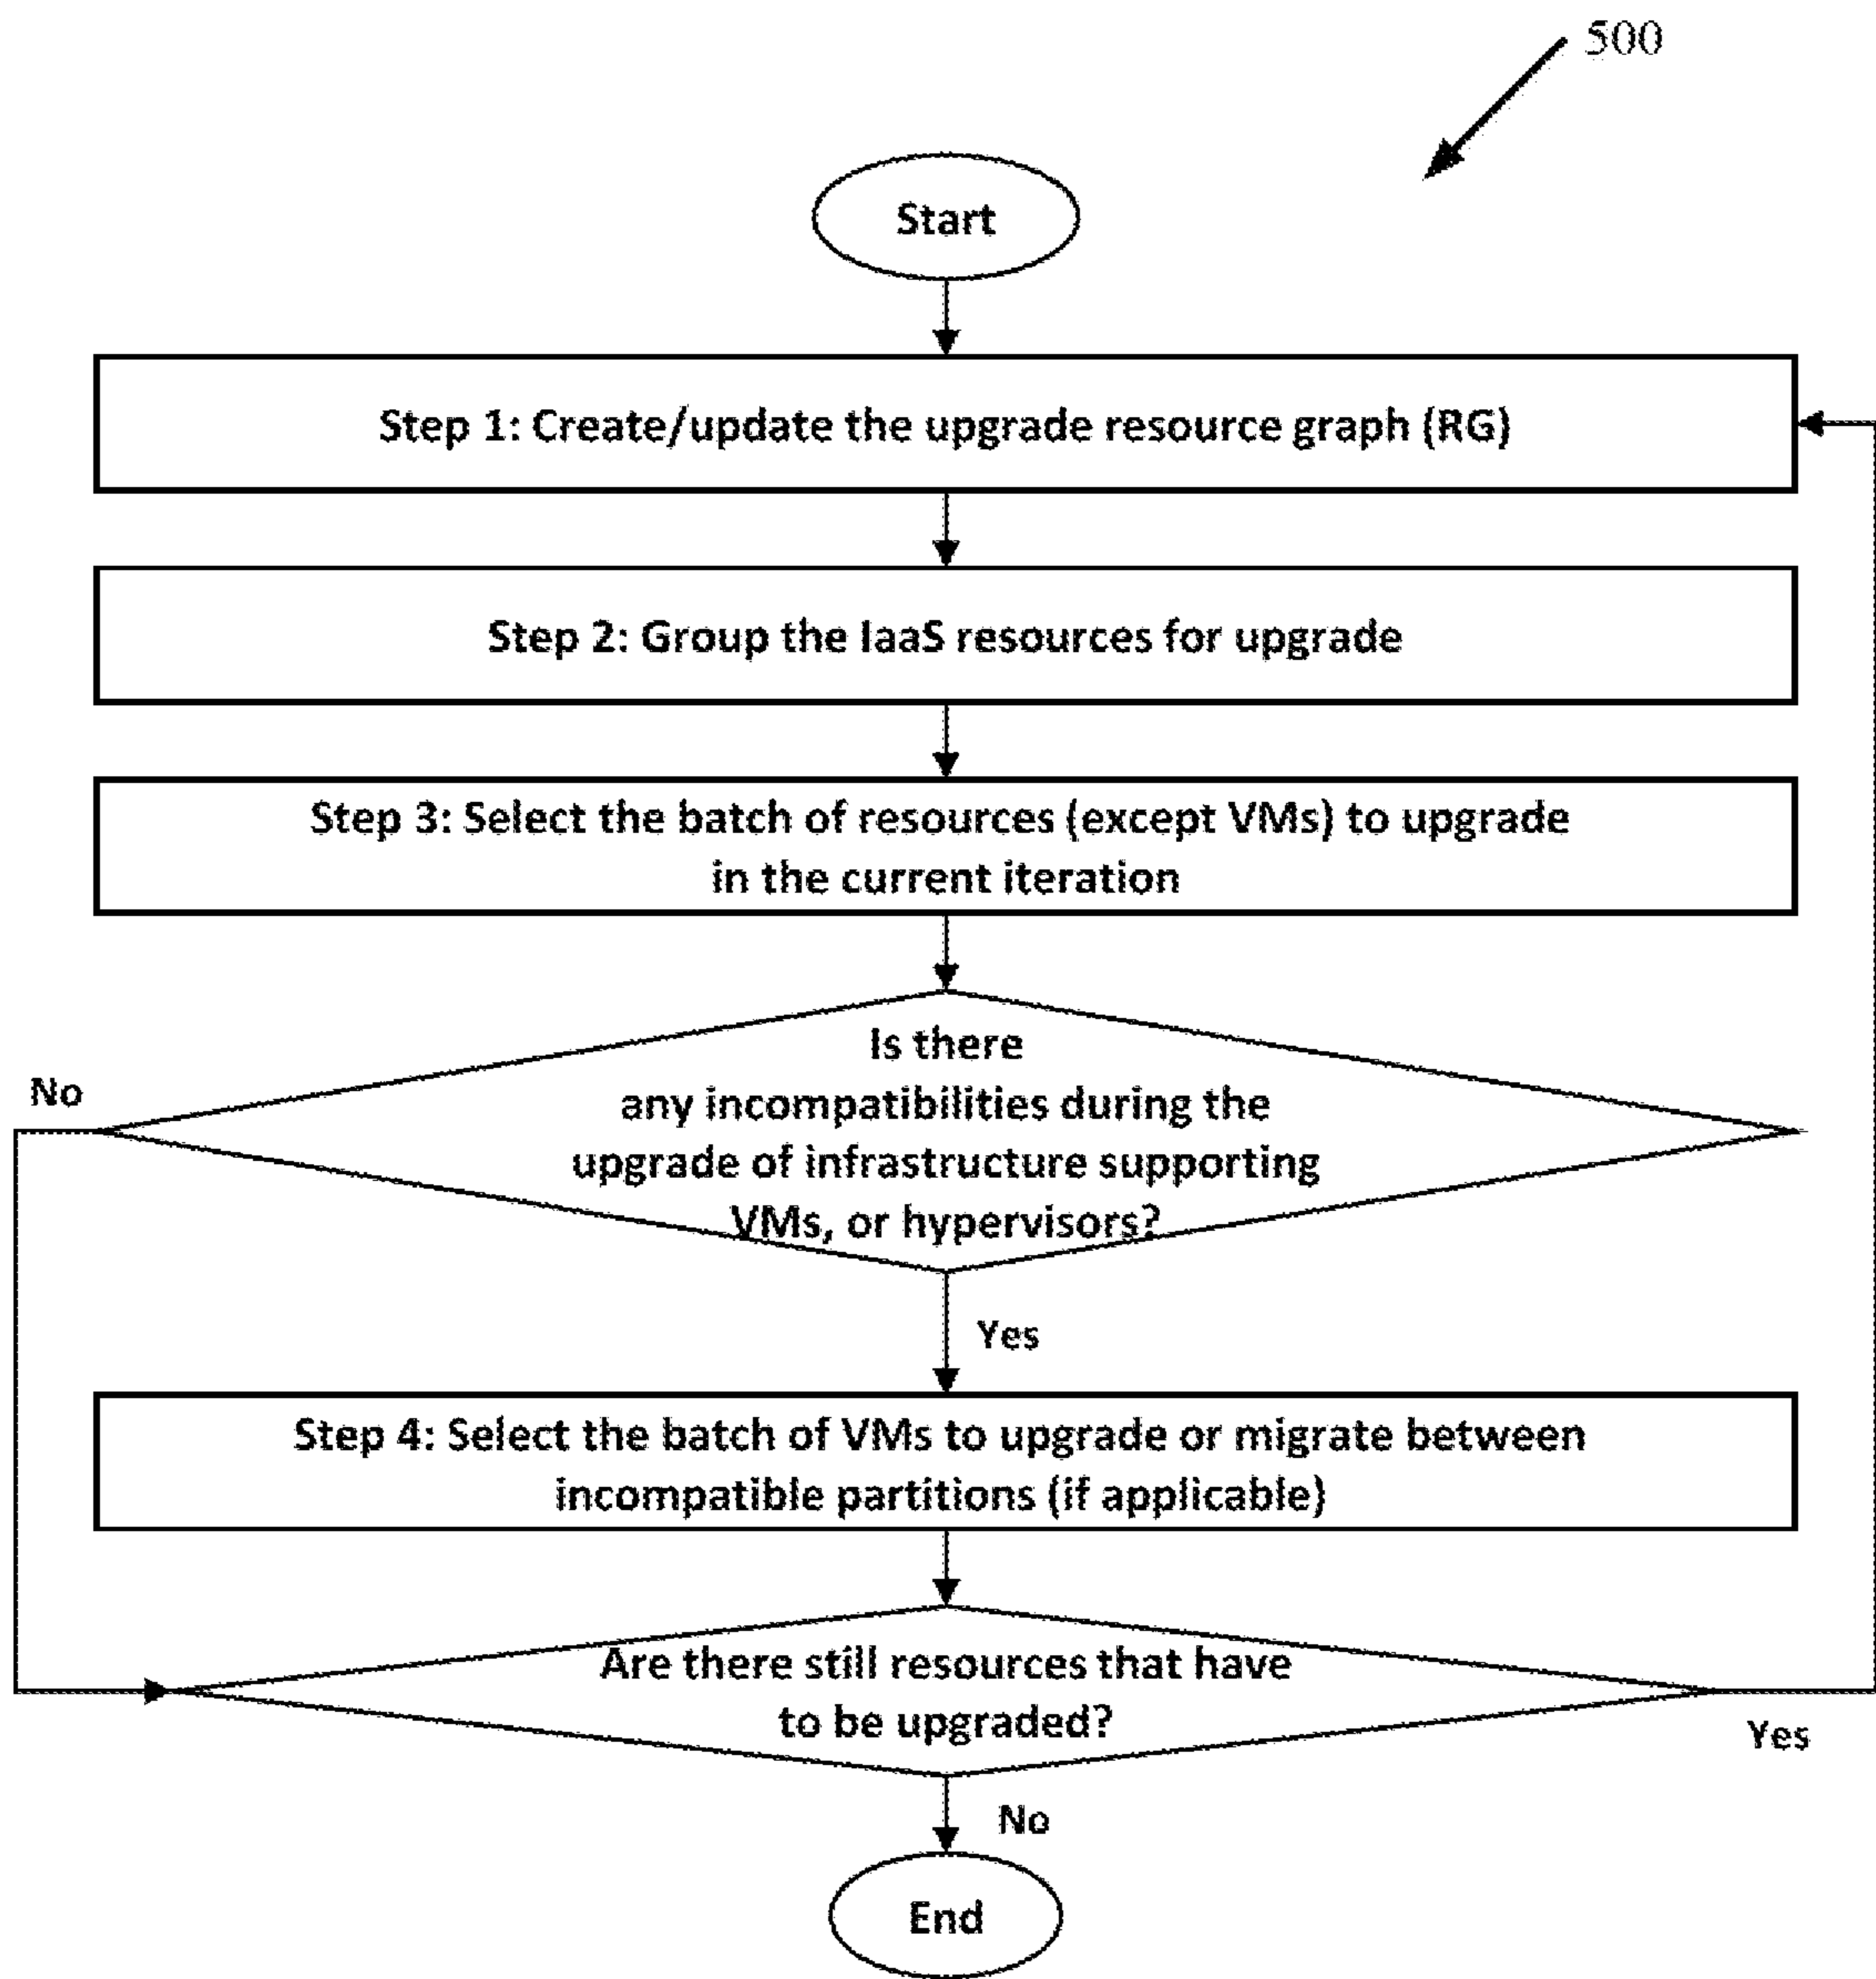 500
Start
Step 1: Create/update the upgrade resource graph (RG)
Step 2: Group the IaaS resources for upgrade
Step 3: Select the batch of resources (except VMs) to upgrade
in the current iteration
Is there
any incompatibilities during the
upgrade of infrastructure supporting
VMs, or hypervisors?
No
Yes
Step 4: Select the batch of VMs to upgrade or migrate between
incompatible partitions (if applicable)
Are there still resources that have
to be upgraded?
Yes
No
End